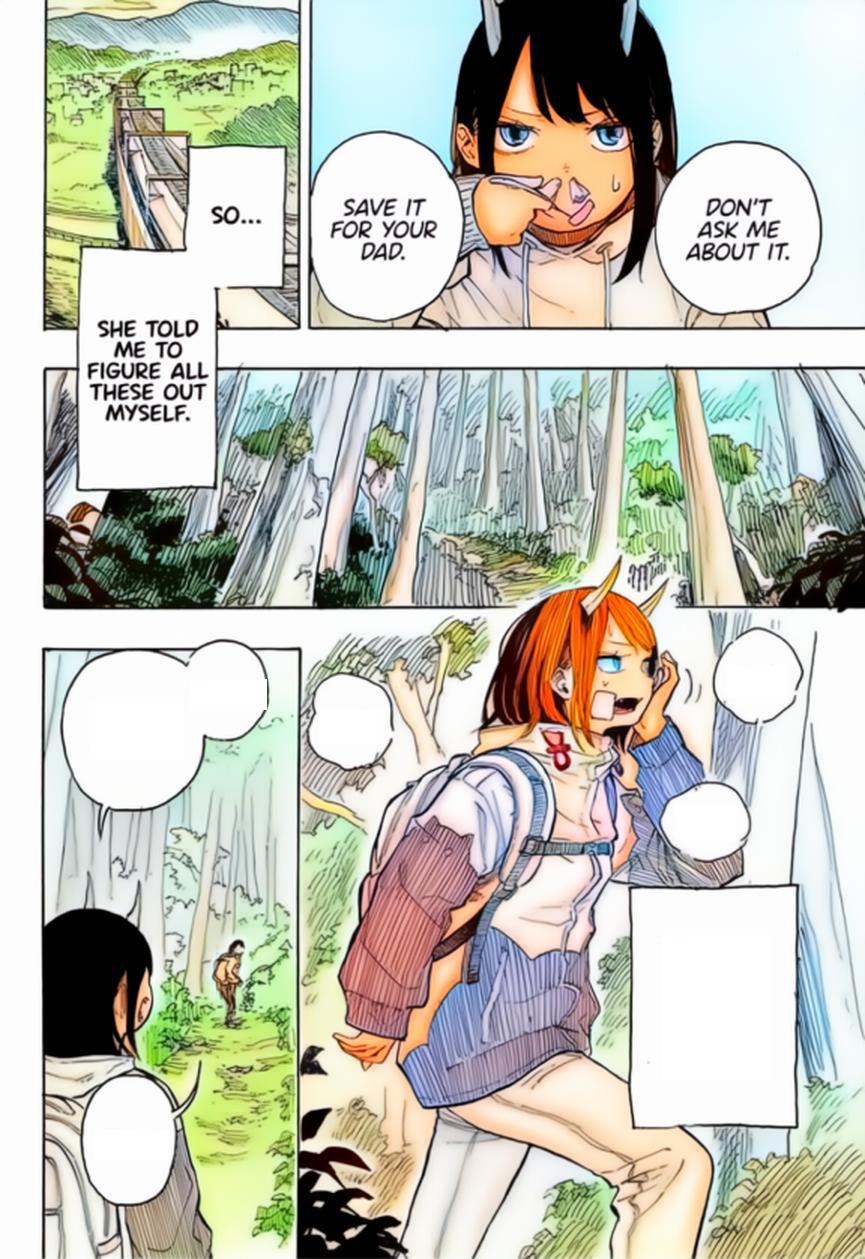 DON'T
ASK ME
ABOUT IT.
SAVE IT
FOR YOUR
DAD.
SO...
SHE TOLD
ME TO
FIGURE ALL
THESE OUT
MYSELF.